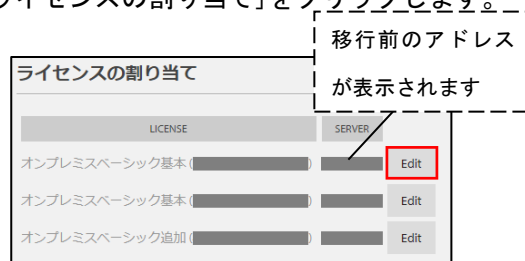 ライセンスの割り当て」をクリックします。
移行前のアドレス
が表示されます
ライセンスの割り当て
LICENSE SERVER
オンプレミスベーシック基本( ) Edit
オンプレミスベーシック基本( ) Edit
オンプレミスベーシック追加( ) Edit